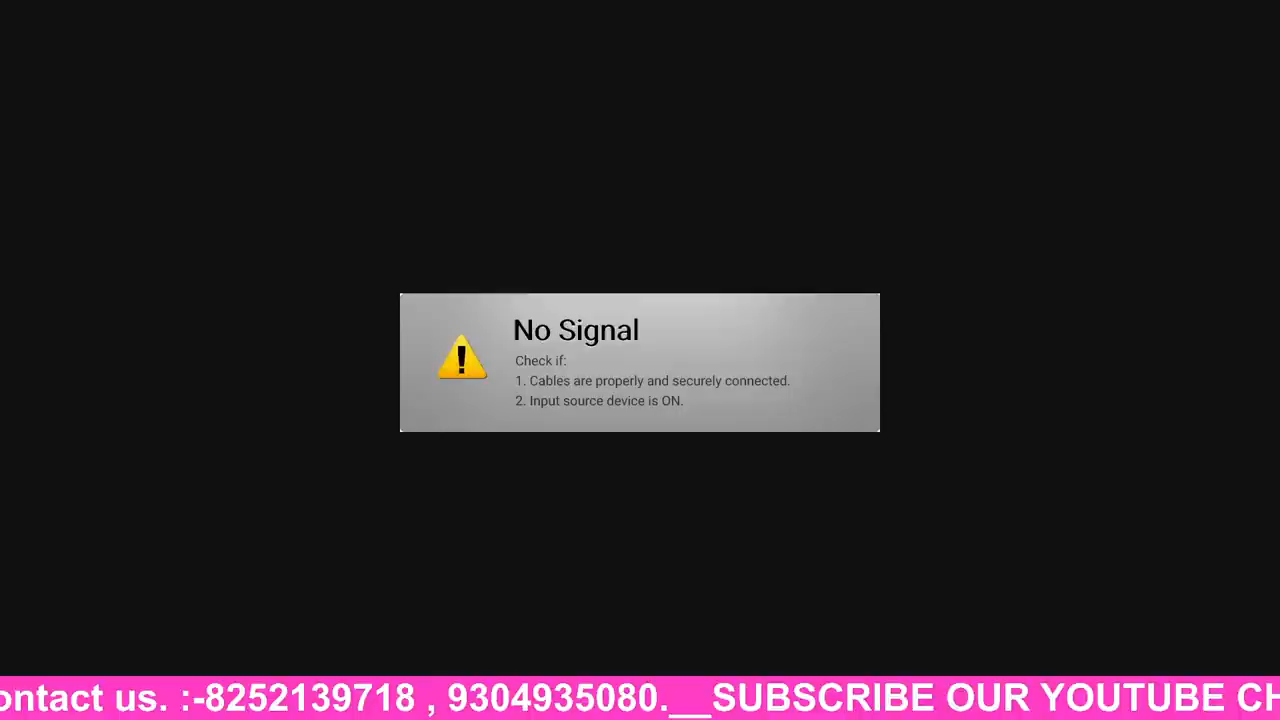 No Signal
Check if:
1. Cables are properly and securely connected.
2. Input source device is ON.
ontact us. :-8252139718 , 9304935080.__SUBSCRIBE OUR YOUTUBE CH